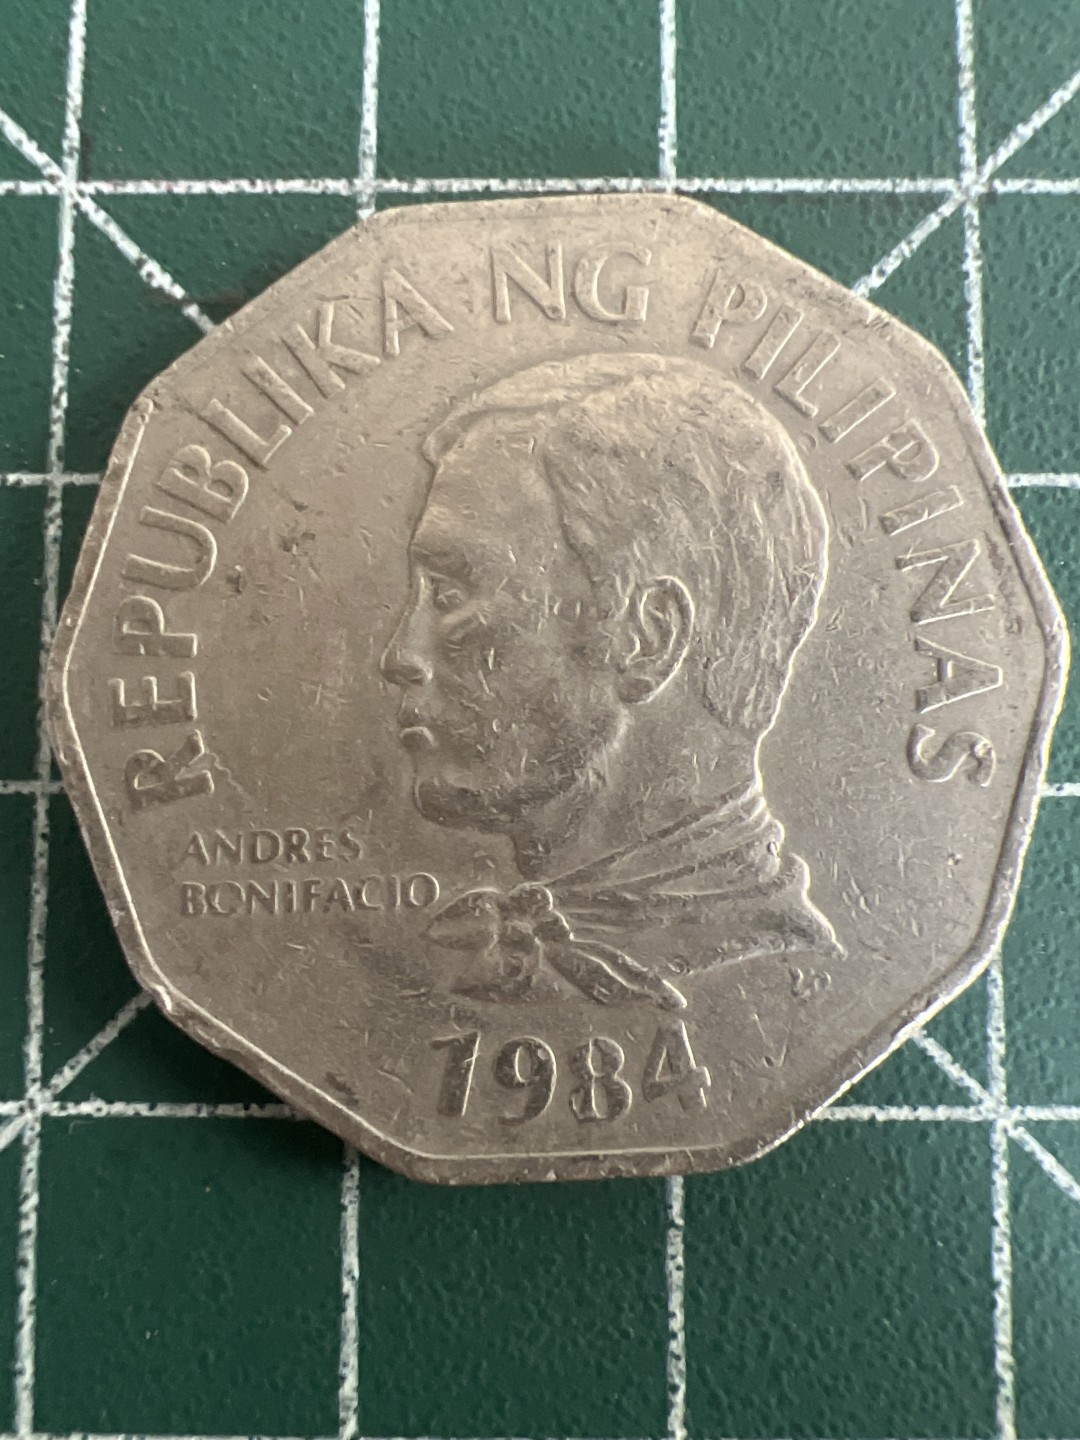 REPUBLIKA NG PILIPINAS
ANDRES
BONIFACIO
1984